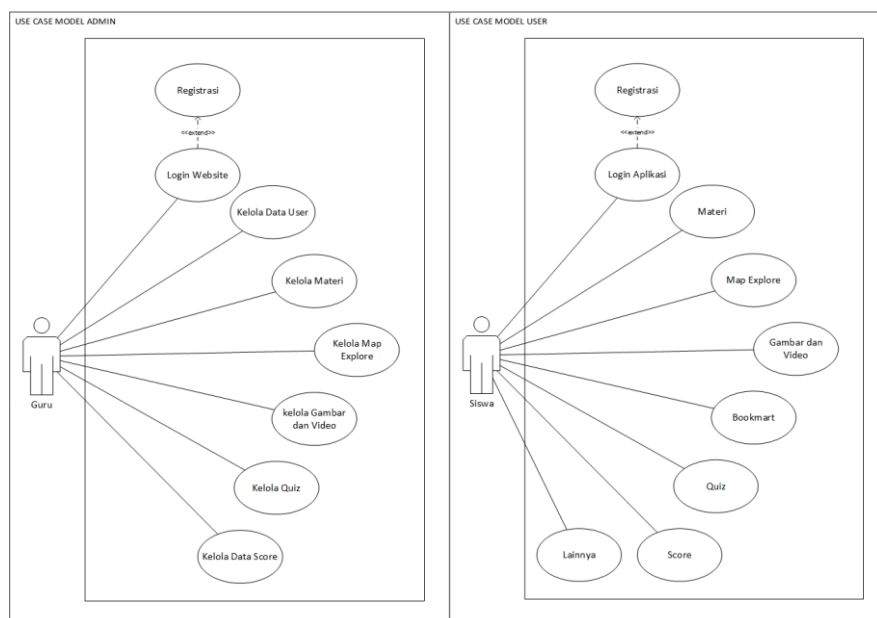 USE CASE MODEL ADMIN
Registrasi
<<extend>>
Login Website
Kelola Data User
Kelola Materi
Kelola Map
Explore
kelola Gambar
dan Video
Kelola Quiz
Kelola Data Score
Guru
USE CASE MODEL USER
Registrasi
<<extend>>
Login Aplikasi
Materi
Map Explore
Gambar dan
Video
Bookmart
Quiz
Score
Lainnya
Siswa